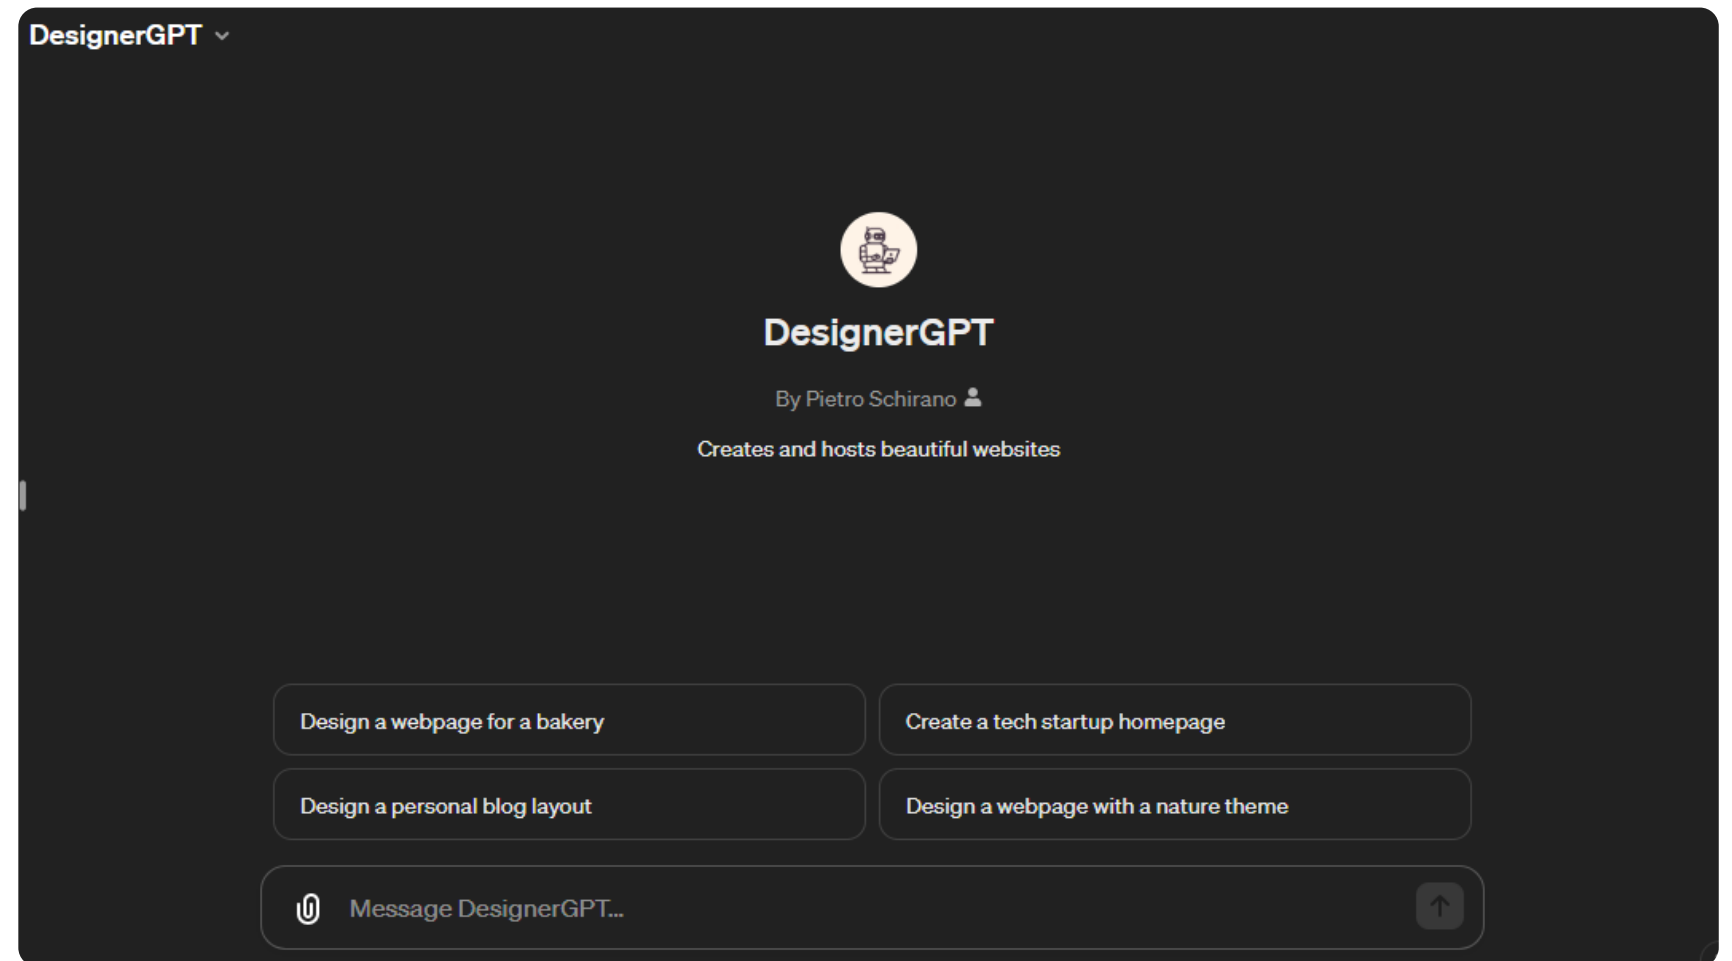 DesignerGPT
DesignerGPT
By Pietro Schirano
Creates and hosts beautiful websites
Design a webpage for a bakery
Create a tech startup homepage
Design a personal blog layout
Design a webpage with a nature theme
Message DesignerGPT...